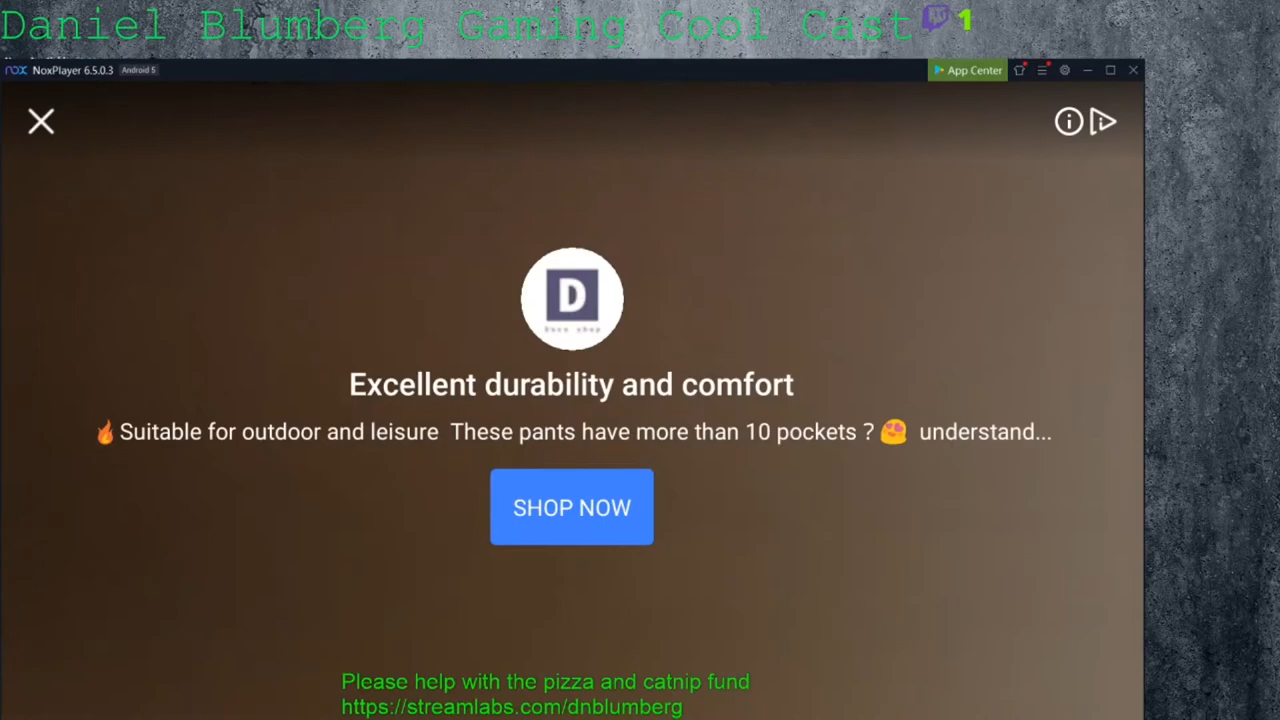 Daniel Blumberg Gaming Cool Cast 1
nox NoxPlayer 6.5.0.3 Android 5 App Center
D
Excellent durability and comfort
🔥Suitable for outdoor and leisure These pants have more than 10 pockets ?😍 understand...
SHOP NOW
Please help with the pizza and catnip fund
https://streamlabs.com/dnblumberg